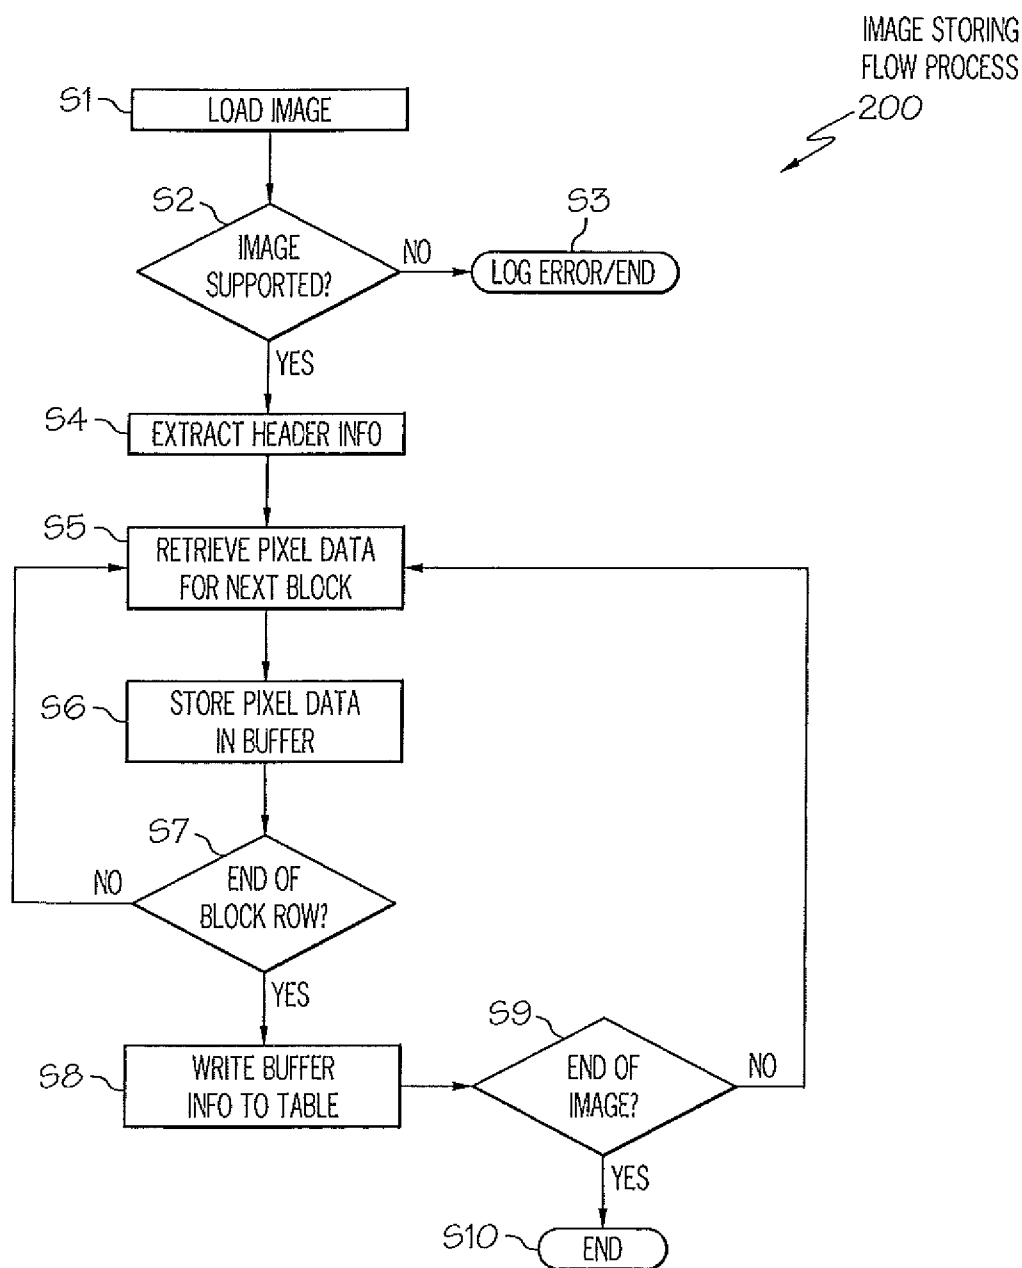 IMAGE STORING
FLOW PROCESS
200
S1
LOAD IMAGE
S2
IMAGE
SUPPORTED?
NO
S3
LOG ERROR/END
YES
S4
EXTRACT HEADER INFO
S5
RETRIEVE PIXEL DATA
FOR NEXT BLOCK
S6
STORE PIXEL DATA
IN BUFFER
S7
END OF
BLOCK ROW?
NO
YES
S8
WRITE BUFFER
INFO TO TABLE
S9
END OF
IMAGE?
NO
YES
S10
END